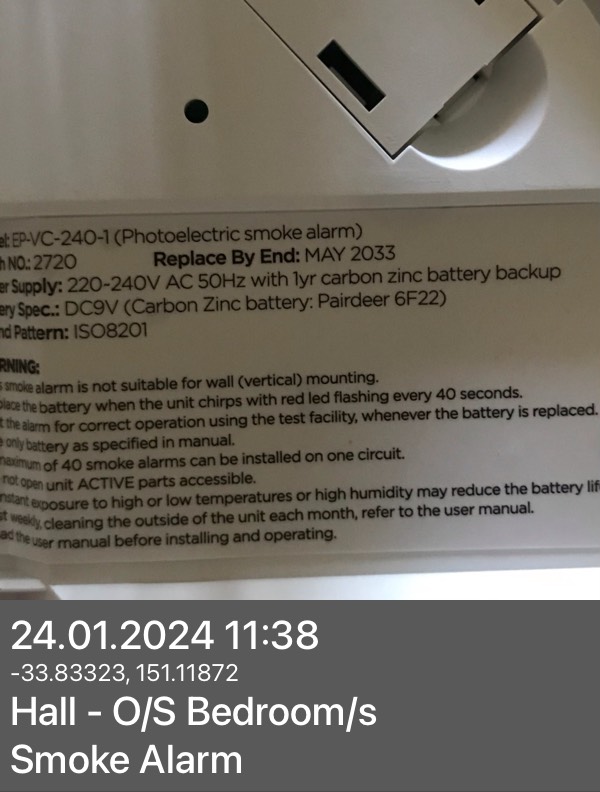 el: EP-VC-240-1 (Photoelectric smoke alarm)
h NO.: 2720 Replace By End: MAY 2033
er Supply: 220-240V AC 50Hz with 1yr carbon zinc battery backup
ery Spec.: DC9V (Carbon Zinc battery: Pairdeer 6F22)
nd Pattern: ISO8201
RNING:
s smoke alarm is not suitable for wall (vertical) mounting.
place the battery when the unit chirps with red led flashing every 40 seconds.
t the alarm for correct operation using the test facility, whenever the battery is replaced.
e only battery as specified in manual.
maximum of 40 smoke alarms can be installed on one circuit.
not open unit ACTIVE parts accessible.
nstant exposure to high or low temperatures or high humidity may reduce the battery lif
st weekly, cleaning the outside of the unit each month, refer to the user manual.
ad the user manual before installing and operating.
24.01.2024 11:38
-33.83323, 151.11872
Hall - O/S Bedroom/s
Smoke Alarm